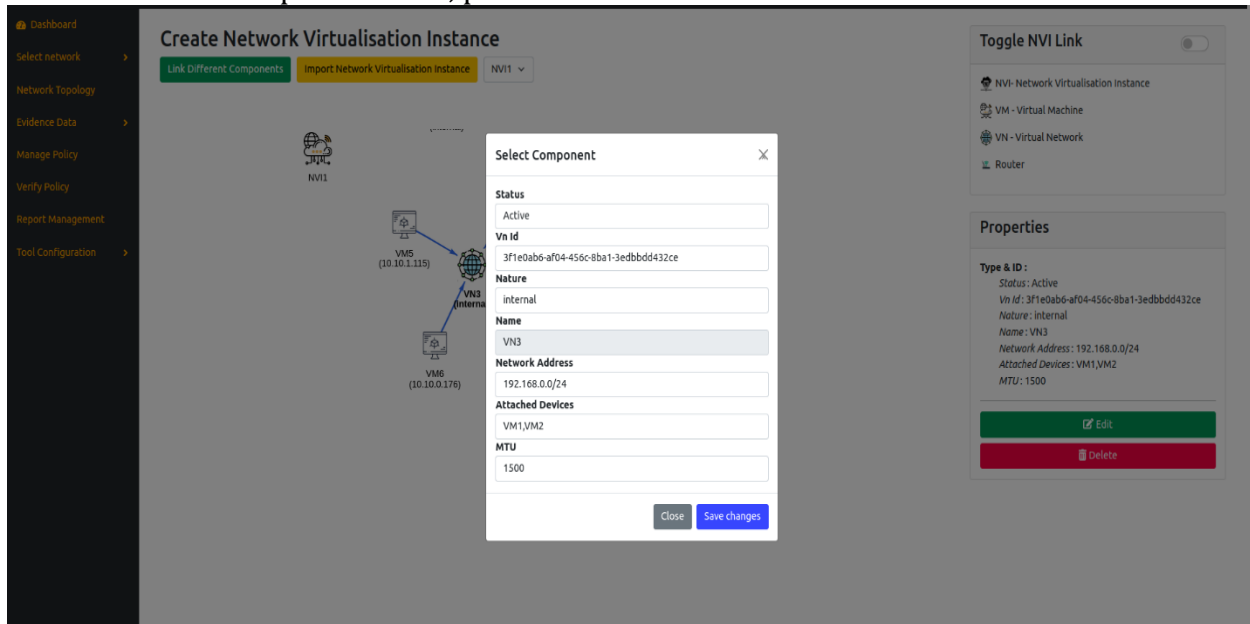 Dashboard
Select network
Network Topology
Evidence Data
Manage Policy
Verify Policy
Report Management
Tool Configuration
Create Network Virtualisation Instance
Link Different Components
Import Network Virtualisation Instance
NVI1
NVI1
VM5
(10.10.1.115)
VN3
(Interna
VM6
(10.10.0.176)
Select Component
Status
Active
Vn Id
3f1e0ab6-af04-456c-8ba1-3edbbdd432ce
Nature
internal
Name
VN3
Network Address
192.168.0.0/24
Attached Devices
VM1,VM2
MTU
1500
Close
Save changes
Toggle NVI Link
NVI- Network Virtualisation Instance
VM - Virtual Machine
VN - Virtual Network
Router
Properties
Type & ID :
Status : Active
Vn Id : 3f1e0ab6-af04-456c-8ba1-3edbbdd432ce
Nature : internal
Name : VN3
Network Address : 192.168.0.0/24
Attached Devices : VM1,VM2
MTU : 1500
Edit
Delete